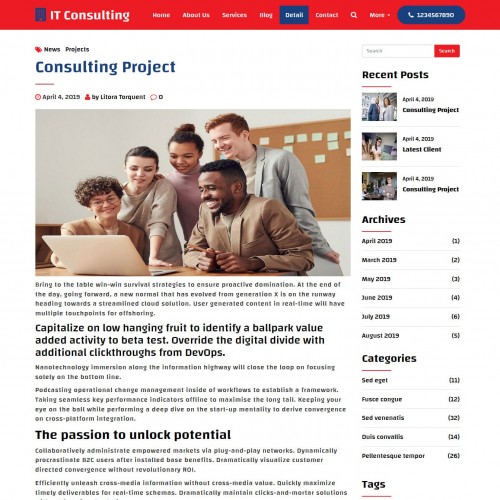 IT Consulting
Home About Us Services Blog Detail More 1234567890
News Projects
Consulting Project
April 4, 2019 by Litora Torquent 0
Bring to the table win-win survival strategies to ensure proactive domination. At the end of
the day, going forward, a new normal that has evolved from generation X is on the runway
heading towards a streamlined cloud solution. User generated content in real-time will have
multiple touchpoints for offshoring.
Capitalize on low hanging fruit to identify a ballpark value
added activity to beta test. Override the digital divide with
additional clickthroughs from DevOps.
Nanotechnology immersion along the information highway will close the loop on focusing
solely on the bottom line.
Podcasting operational change management inside of workflows to establish a framework.
Taking seamless key performance indicators offline to maximise the long tail. Keeping your
eye on the ball while performing a deep dive on the start-up mentality to derive convergence
on cross-platform integration.
The passion to unlock potential
Collaboratively administrate empowered markets via plug-and-play networks. Dynamically
procrastinate B2C users after installed base benefits. Dramatically visualize customer
directed convergence without revolutionary ROI.
Efficiently unleash cross-media information without cross-media value. Quickly maximize
timely deliverables for real-time schemas. Dramatically maintain clicks-and-mortar solutions
Search Search
Recent Posts
April 4, 2019
Consulting Project
April 4, 2019
Latest Client
April 4, 2019
Consulting Project
Archives
April 2019 (1)
March 2019 (2)
May 2019 (3)
June 2019 (4)
July 2019 (6)
August 2019 (5)
Categories
Sed eget (1)
Fusce congue (2)
Sed venenatis (3)
Duis convallis (4)
Pellentesque tempor (5)
Tags